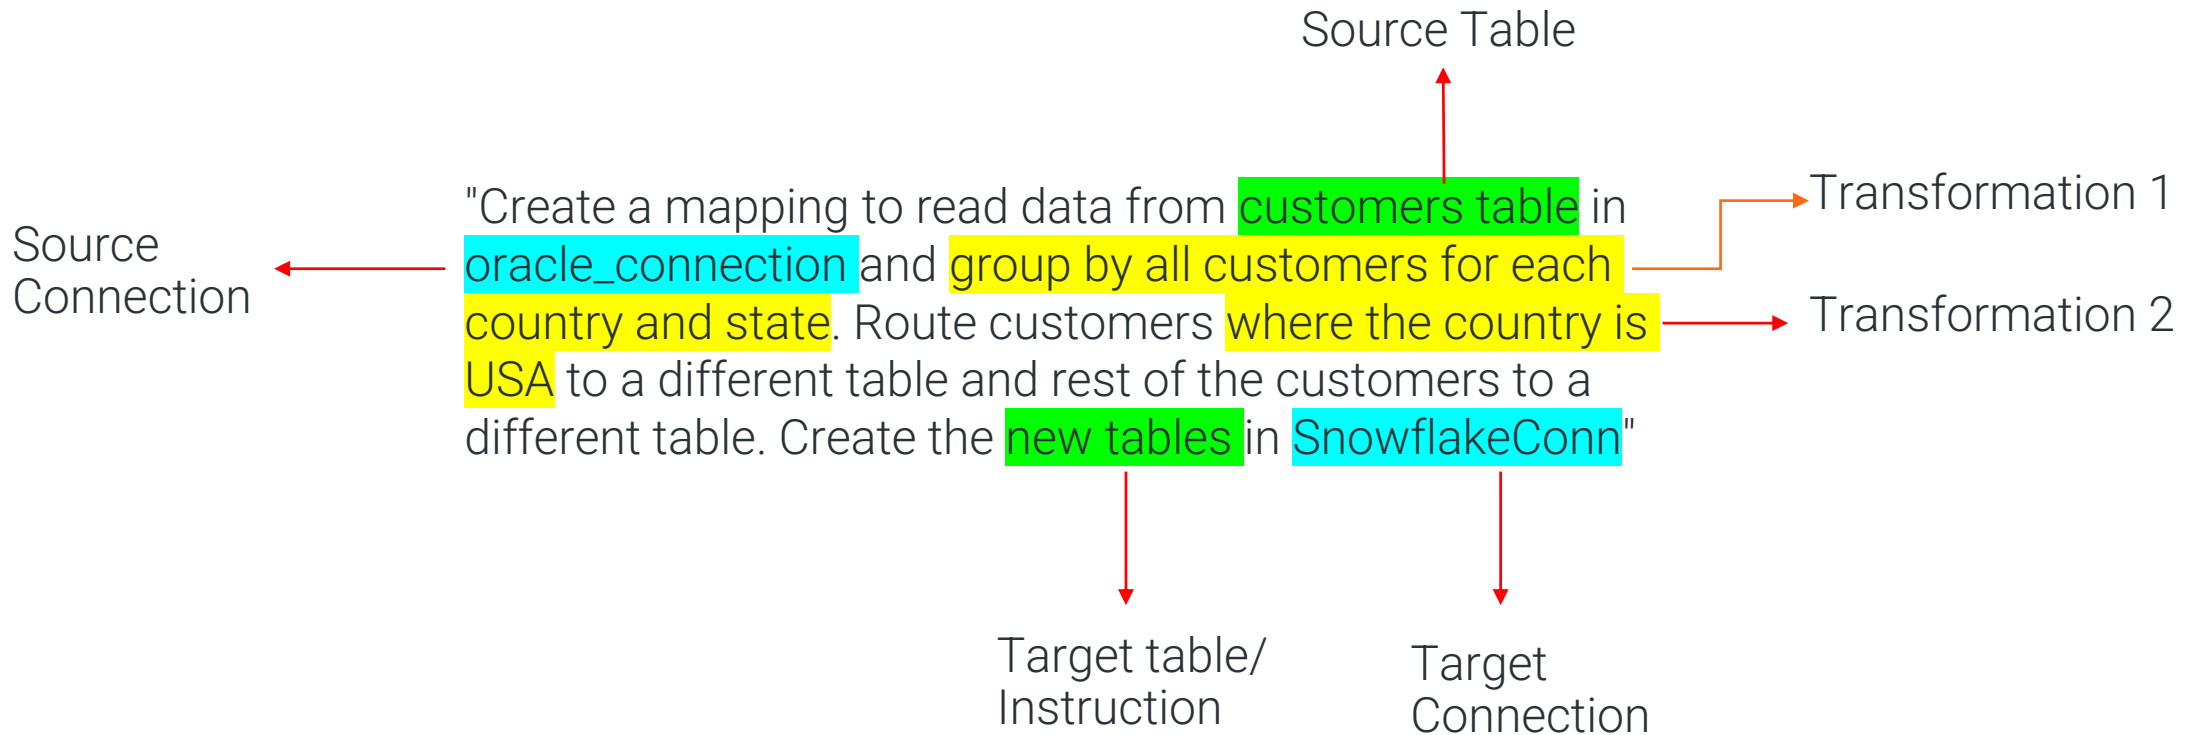 Source Table
"Create a mapping to read data from customers table in
oracle_connection and group by all customers for each
country and state. Route customers where the country is
USA to a different table and rest of the customers to a
different table. Create the new tables in SnowflakeConn"
Source
Connection
Transformation 1
Transformation 2
Target table/
Instruction
Target
Connection